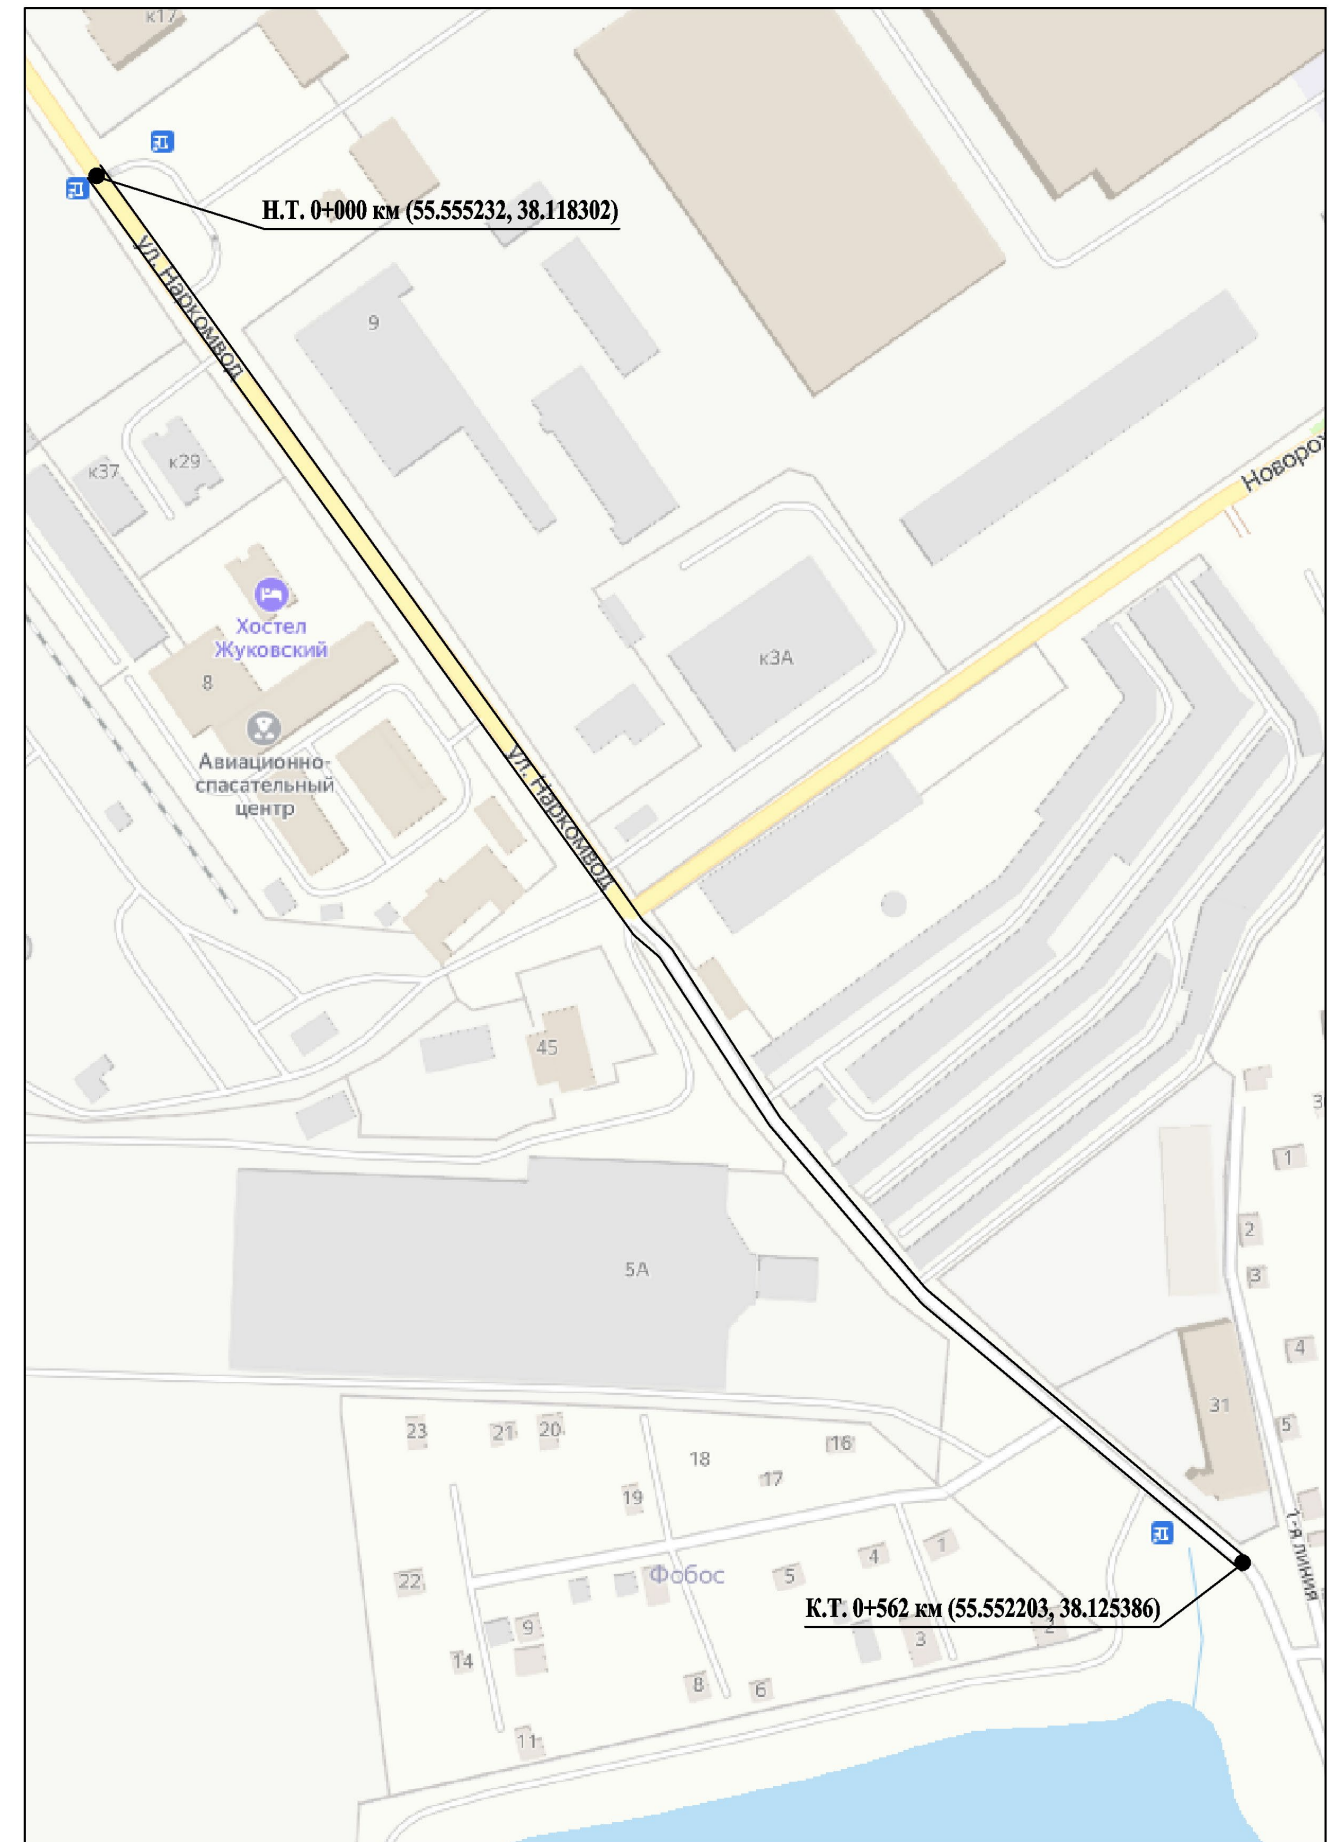 к17
Н.Т. 0+000 км (55.555232, 38.118302)
ул. Наркомвод
9
к37
к29
Хостел
Жуковский
8
Авиационно-
спасательный
центр
к3А
ул. Наркомвод
45
5А
1
2
3
4
31
5
1-я линия
23
21
20
18
16
17
19
22
Фобос
5
4
1
К.Т. 0+562 км (55.552203, 38.125386)
9
3
2
14
8
6
11